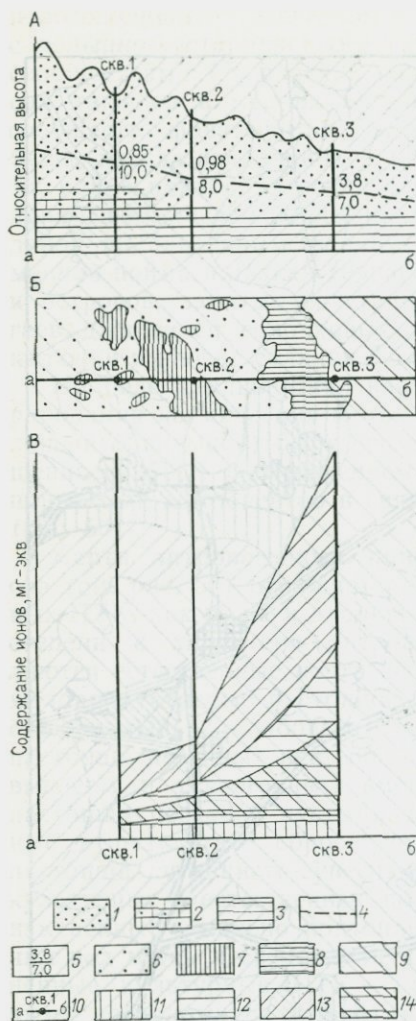 А
Относительная высота
скв.1
скв.2
скв.3
0,85
10,0
0,98
8,0
3,8
7,0
а
б
Б
скв.1
скв.2
скв.3
а
б
В
Содержание ионов, мг-экв
а
скв.1
скв.2
скв.3
б
1
2
3
4
3,8
7,0
5
6
7
8
9
скв.1
а
б
10
11
12
13
14